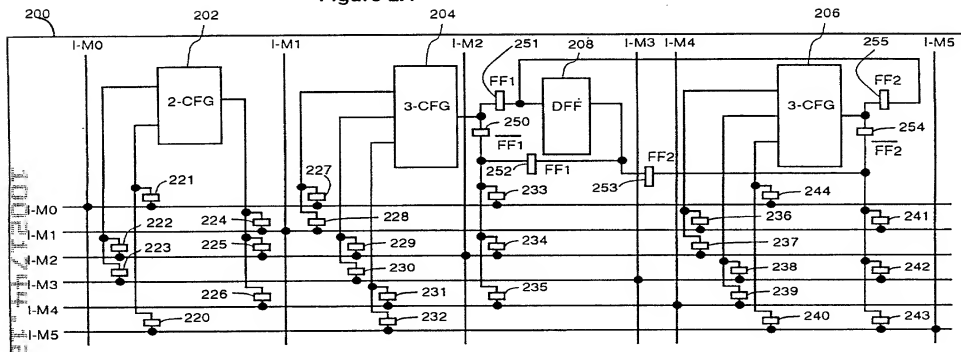 200
202
204
206
I-M0
I-M1
I-M2
251
208
I-M3
I-M4
255
I-M5
2-CFG
3-CFG
FF1
DFF
3-CFG
FF2
250
FF1
252
FF1
FF2
253
254
FF2
221
227
233
244
I-M0
222
224
228
236
241
I-M1
223
225
229
234
237
I-M2
230
238
242
I-M3
226
231
235
239
I-M4
220
232
240
243
I-M5